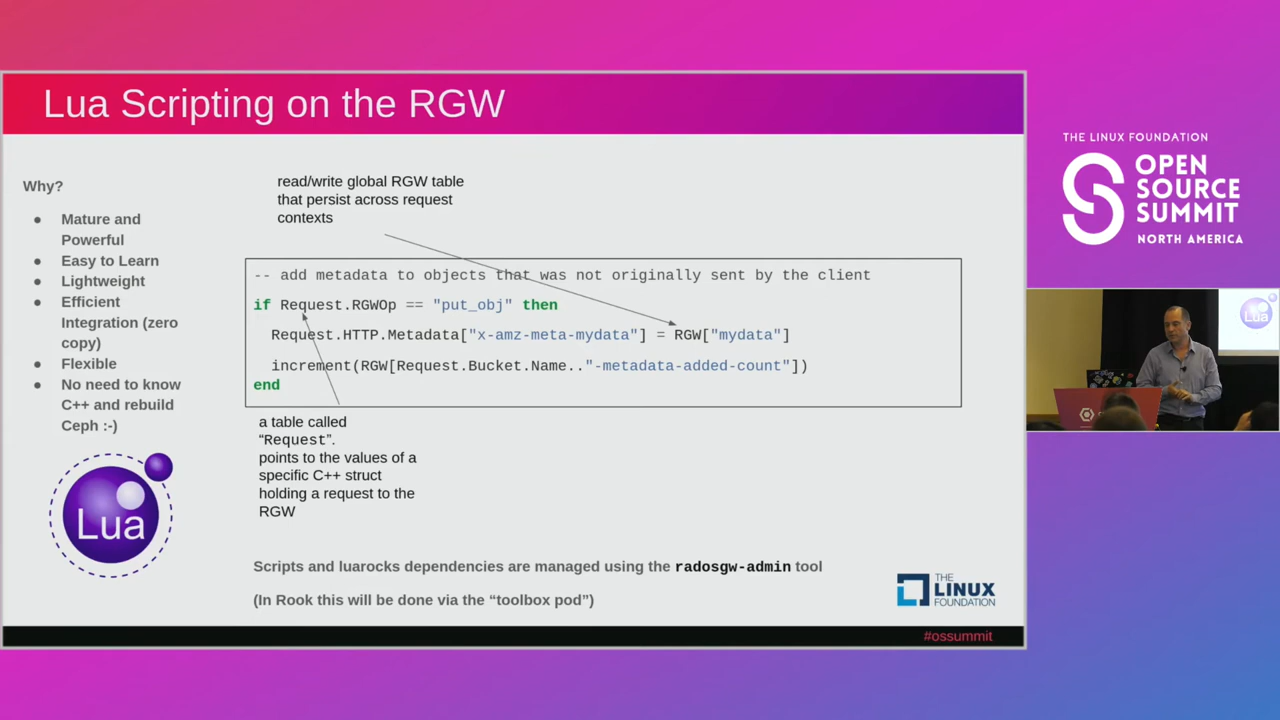 Lua Scripting on the RGW
Why?
● Mature and
Powerful
● Easy to Learn
● Lightweight
● Efficient
Integration (zero
copy)
● Flexible
● No need to know
C++ and rebuild
Ceph :-)
Lua
read/write global RGW table
that persist across request
contexts
-- add metadata to objects that was not originally sent by the client
if Request.RGWOp == "put_obj" then
Request.HTTP.Metadata["x-amz-meta-mydata"] = RGW["mydata"]
increment(RGW[Request.Bucket.Name.."-metadata-added-count"])
end
a table called
“Request”.
points to the values of a
specific C++ struct
holding a request to the
RGW
Scripts and luarocks dependencies are managed using the radosgw-admin tool
(In Rook this will be done via the “toolbox pod”)
THE
LINUX
FOUNDATION
#ossummit
THE LINUX FOUNDATION
OPEN
SOURCE
SUMMIT
NORTH AMERICA
Lua